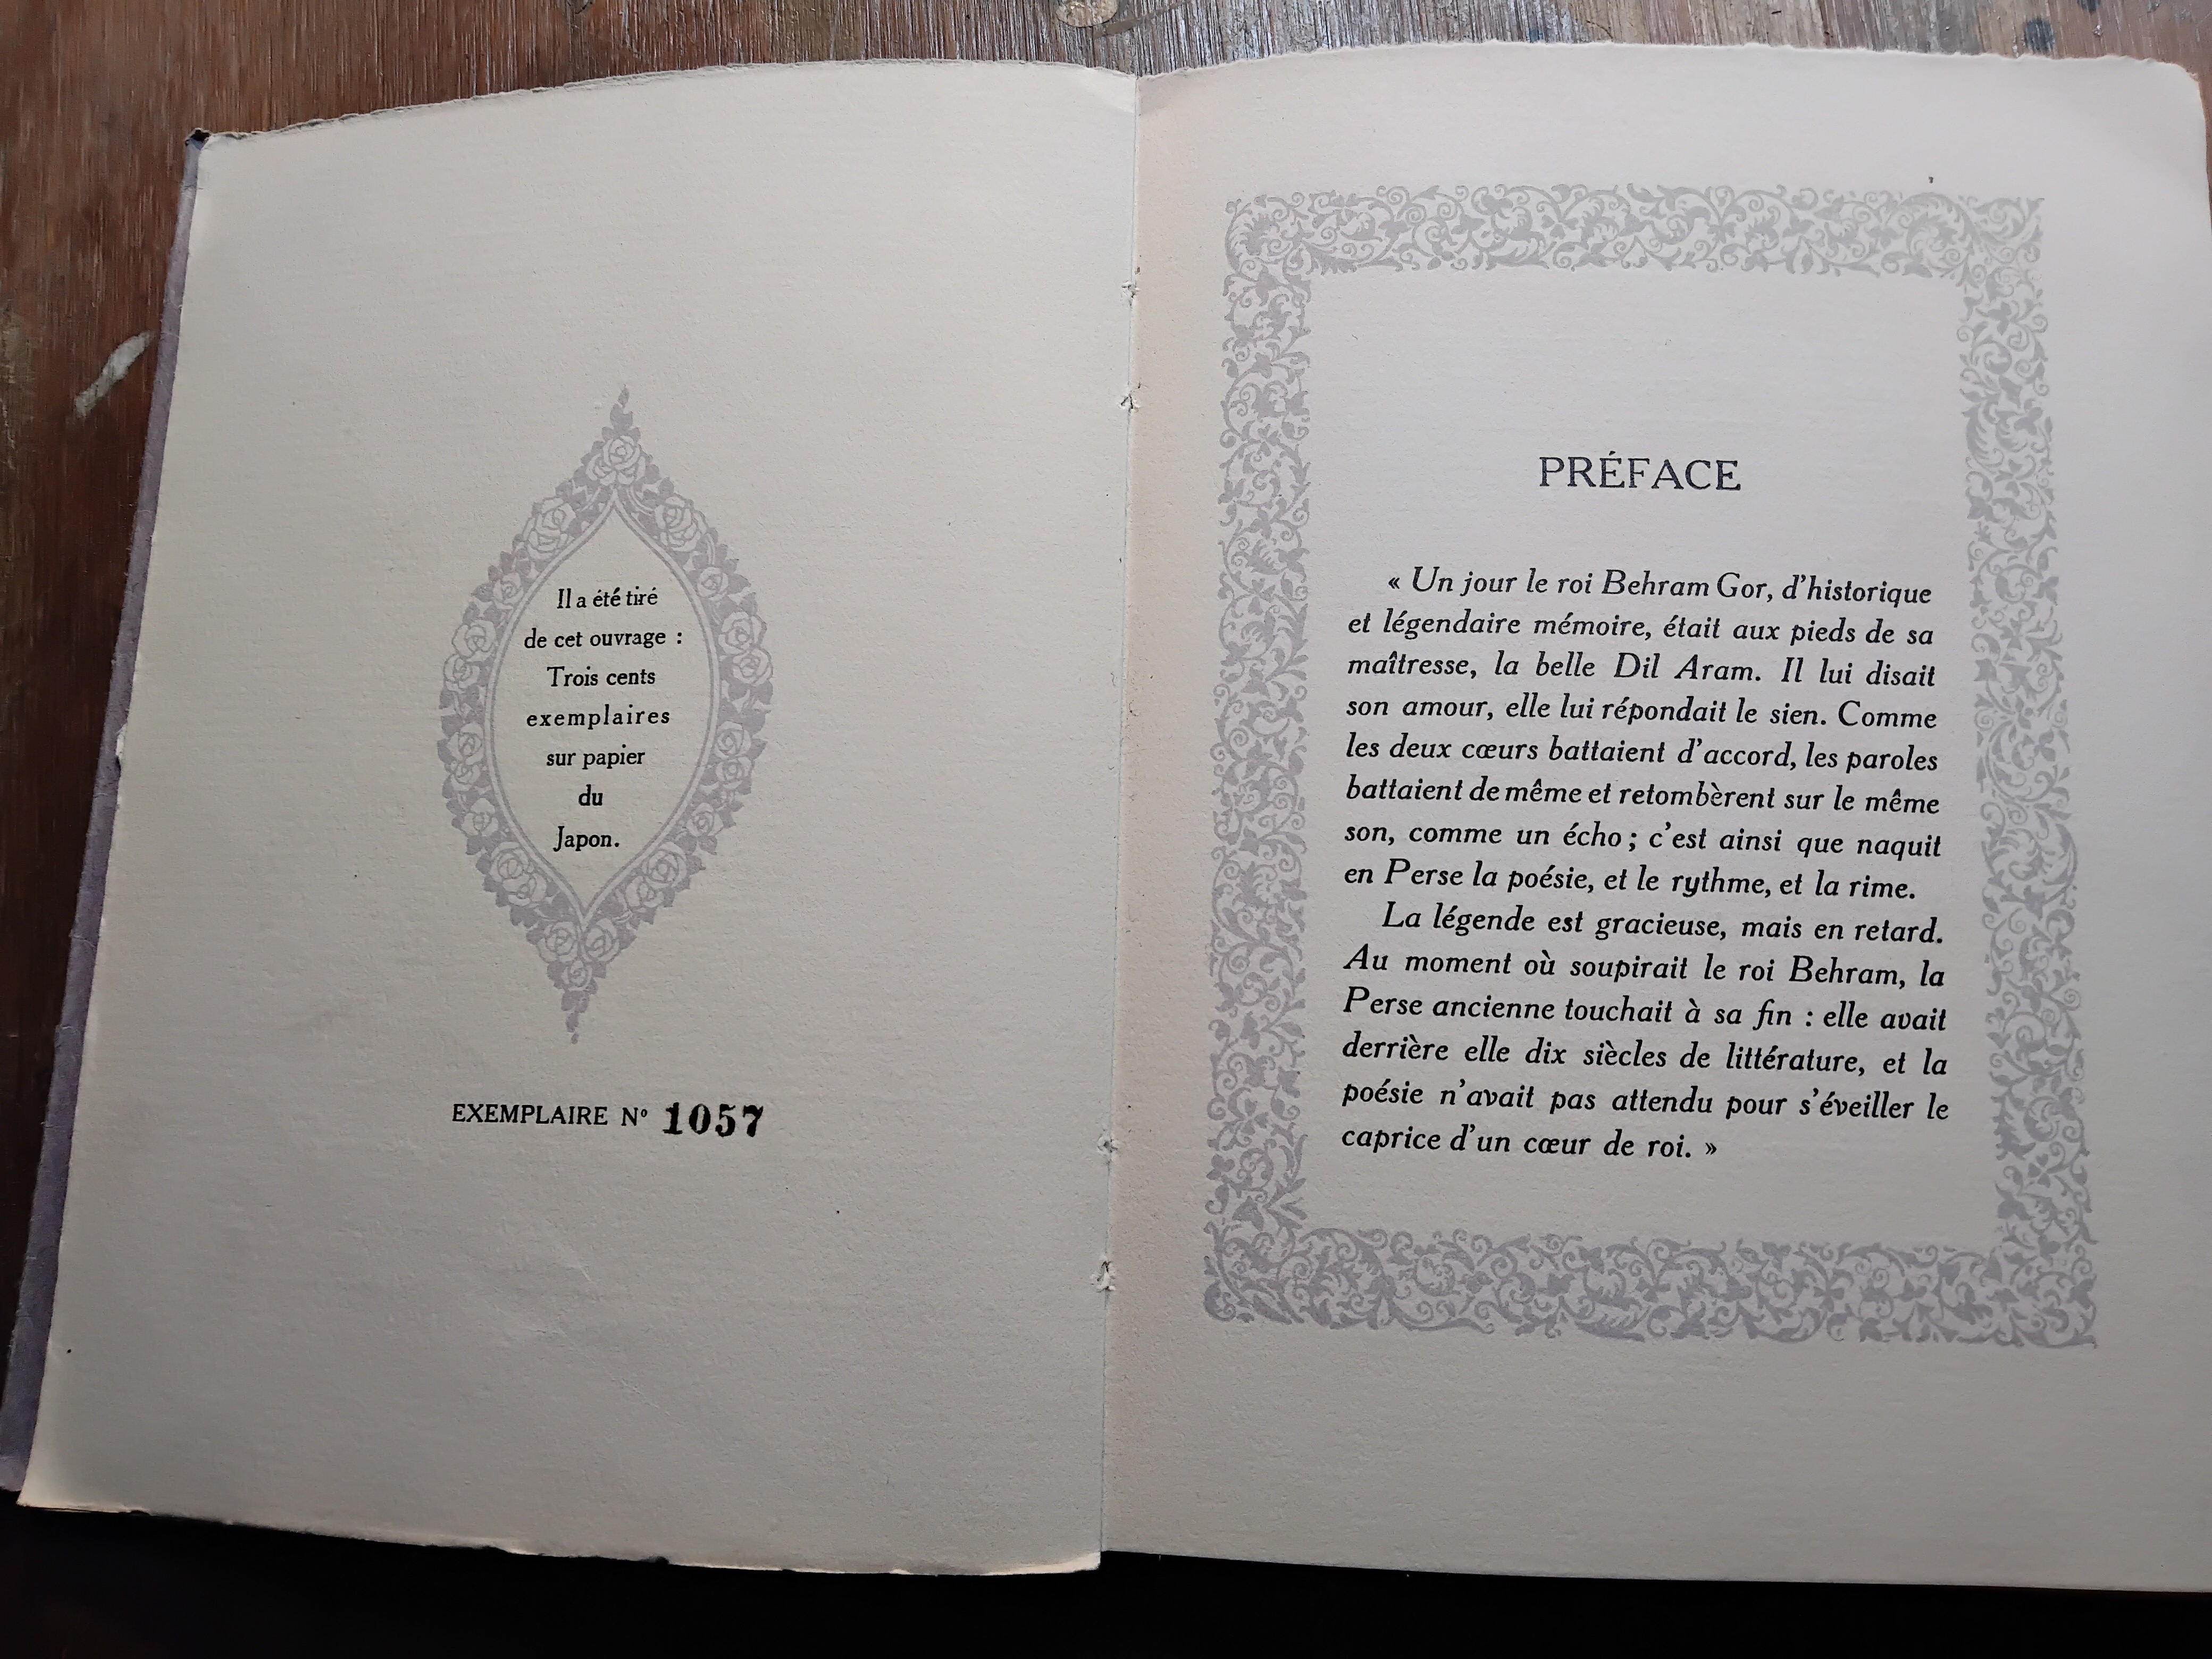 Il a été tiré
de cet ouvrage :
Trois cents
exemplaires
sur papier
du
Japon.
EXEMPLAIRE Nº 1057
PRÉFACE
« Un jour le roi Behram Gor, d'historique
et légendaire mémoire, était aux pieds de sa
maîtresse, la belle Dil Aram. Il lui disait
son amour, elle lui répondait le sien. Comme
les deux cœurs battaient d'accord, les paroles
battaient de même et retombèrent sur le même
son, comme un écho ; c'est ainsi que naquit
en Perse la poésie, et le rythme, et la rime.
La légende est gracieuse, mais en retard.
Au moment où soupirait le roi Behram, la
Perse ancienne touchait à sa fin : elle avait
derrière elle dix siècles de littérature, et la
poésie n'avait pas attendu pour s'éveiller le
caprice d'un cœur de roi. »